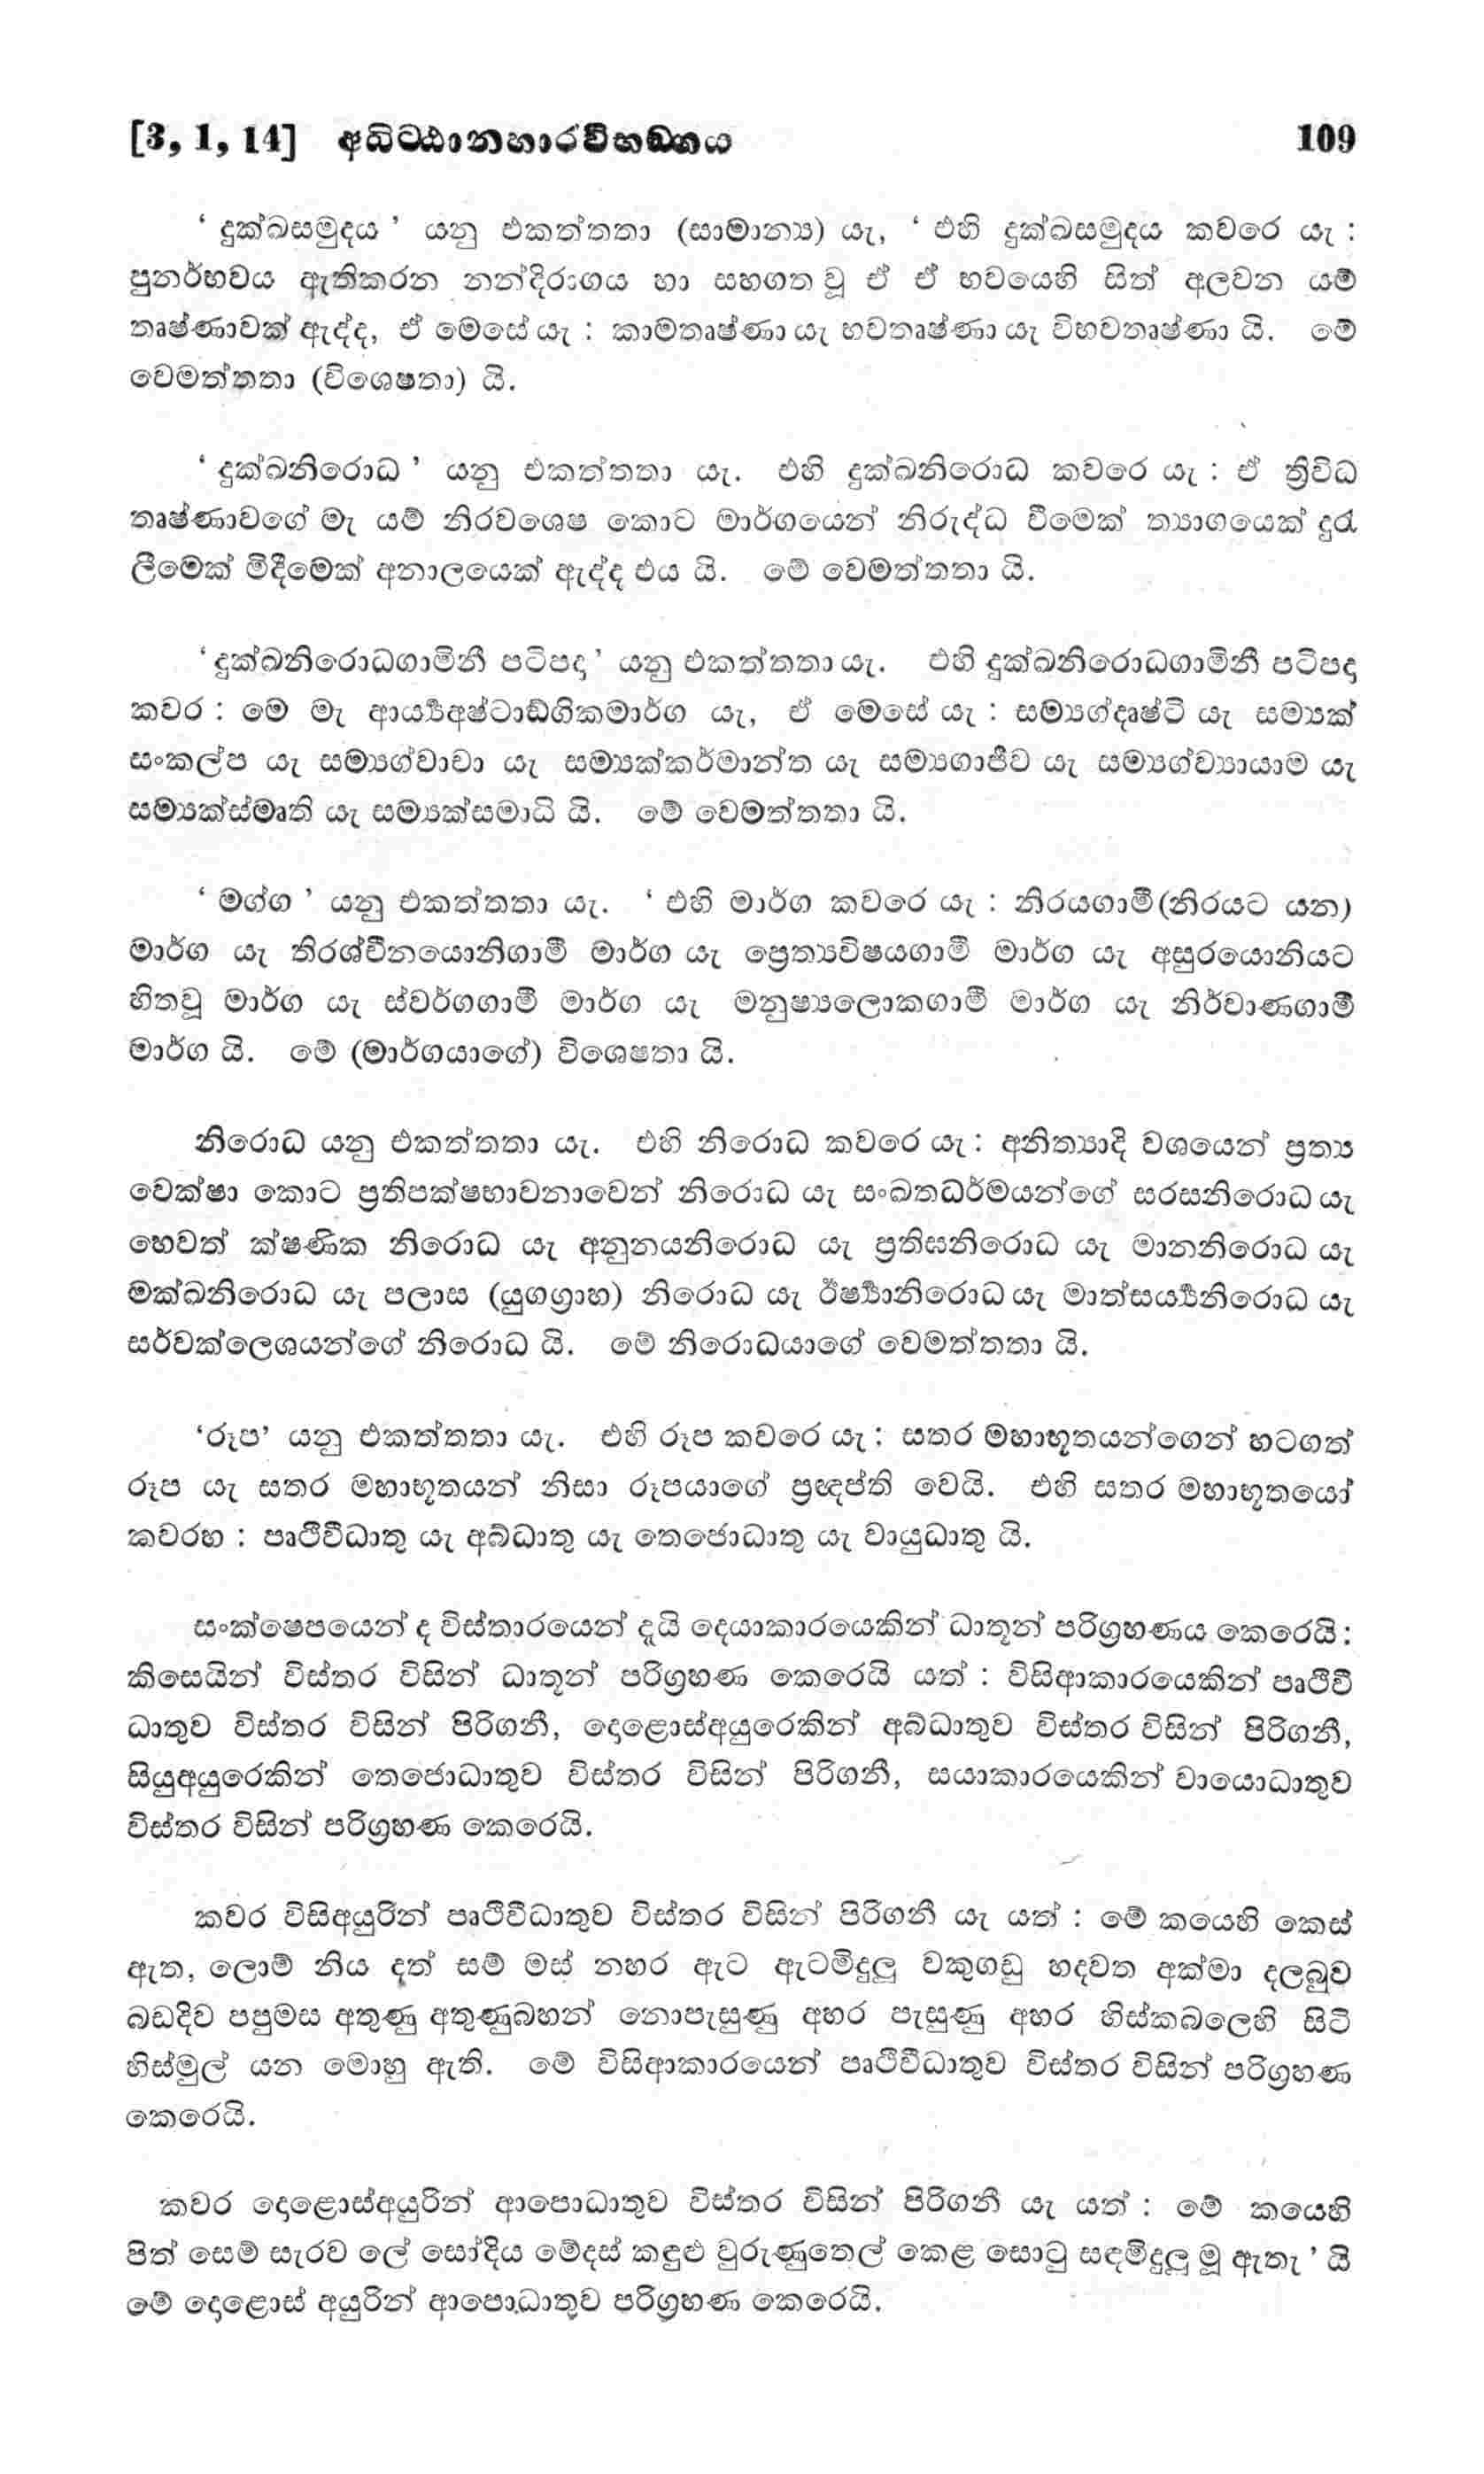 [3, 1, 14] අධිට්ඨානහාරවිභඞ්ගය 109
‘ දුක්ඛසමුදය ’ යනු එකත්තතා (සාමාන්‍ය) යැ, ‘ එහි දුක්ඛසමුදය කවරෙ යැ :
පුනර්භවය ඇතිකරන නන්දිරාගය හා සහගත වූ ඒ ඒ භවයෙහි සිත් අලවන යම්
තෘෂ්ණාවක් ඇද්ද, ඒ මෙසේ යැ : කාමතෘෂ්ණා යැ භවතෘෂ්ණා යැ විභවතෘෂ්ණා යි. මේ
වෙමත්තතා (විශෙෂතා) යි.
‘ දුක්ඛනිරොධ ’ යනු එකත්තතා යැ. එහි දුක්ඛනිරොධ කවරෙ යැ : ඒ ත්‍රිවිධ
තෘෂ්ණාවගේ මැ යම් නිරවශෙෂ කොට මාර්ගයෙන් නිරුද්ධ වීමෙක් ත්‍යාගයෙක් දුරැ
ලීමෙක් මිදීමෙක් අනාලයෙක් ඇද්ද එය යි. මේ වෙමත්තතා යි.
‘දුක්ඛනිරොධගාමිනී පටිපදා’ යනු එකත්තතා යැ. එහි දුක්ඛනිරොධගාමිනී පටිපදා
කවර : මෙ මැ ආර්‍ය්‍යඅෂ්ටාඞ්ගිකමාර්ග යැ, ඒ මෙසේ යැ : සම්‍යග්දෘෂ්ටි යැ සම්‍යක්
සංකල්ප යැ සම්‍යග්වාචා යැ සම්‍යක්කර්මාන්ත යැ සම්‍යගාජීව යැ සම්‍යග්ව්‍යායාම යැ
සම්‍යක්ස්මෘති යැ සම්‍යක්සමාධි යි. මේ වෙමත්තතා යි.
‘ මග්ග ’ යනු එකත්තතා යැ. ‘ එහි මාර්ග කවරෙ යැ : නිරයගාමී(නිරයට යන)
මාර්ග යැ තිරශ්චීනයොනිගාමී මාර්ග යැ ප්‍රෙත්‍යවිෂයගාමී මාර්ග යැ අසුරයොනියට
හිතවූ මාර්ග යැ ස්වර්ගගාමී මාර්ග යැ මනුෂ්‍යලොකගාමී මාර්ග යැ නිර්වාණගාමී
මාර්ග යි. මේ (මාර්ගයාගේ) විශෙෂතා යි.
නිරොධ යනු එකත්තතා යැ. එහි නිරොධ කවරෙ යැ : අනිත්‍යාදි වශයෙන් ප්‍රත්‍ය
වෙක්ෂා කොට ප්‍රතිපක්ෂභාවනාවෙන් නිරොධ යැ සංඛතධර්මයන්ගේ සරසනිරොධ යැ
හෙවත් ක්ෂණික නිරොධ යැ අනුනයනිරොධ යැ ප්‍රතිඝනිරොධ යැ මානනිරොධ යැ
මක්ඛනිරොධ යැ පලාස (යුගග්‍රාහ) නිරොධ යැ ඊර්ෂ්‍යානිරොධ යැ මාත්සර්‍ය්‍යනිරොධ යැ
සර්වක්ලෙශයන්ගේ නිරොධ යි. මේ නිරොධයාගේ වෙමත්තතා යි.
‘රූප’ යනු එකත්තතා යැ. එහි රූප කවරෙ යැ : සතර මහාභූතයන්ගෙන් හටගත්
රූප යැ සතර මහාභූතයන් නිසා රූපයාගේ ප්‍රඥප්ති වෙයි. එහි සතර මහාභූතයෝ
කවරහ : පෘථිවීධාතු යැ අබ්ධාතු යැ තෙජොධාතු යැ වායුධාතු යි.
සංක්ෂෙපයෙන් ද විස්තාරයෙන් දැයි දෙයාකාරයෙකින් ධාතූන් පරිග්‍රහණය කෙරෙයි :
කිසෙයින් විස්තර විසින් ධාතූන් පරිග්‍රහණ කෙරෙයි යත් : විසිආකාරයෙකින් පෘථිවී
ධාතුව විස්තර විසින් පිරිගනී, දොළොස්අයුරෙකින් අබ්ධාතුව විස්තර විසින් පිරිගනී,
සියුඅයුරෙකින් තෙජොධාතුව විස්තර විසින් පිරිගනී, සයාකාරයෙකින් වායොධාතුව
විස්තර විසින් පරිග්‍රහණ කෙරෙයි.
කවර විසිඅයුරින් පෘථිවීධාතුව විස්තර විසින් පිරිගනී යැ යත් : මේ කයෙහි කෙස්
ඇත, ලොම් නිය දත් සම් මස් නහර ඇට ඇටමිදුලු වකුගඩු හදවත අක්මා දලබුව
බඩදිව පපුමස අතුණු අතුණුබහන් නොපැසුණු අහර පැසුණු අහර හිස්කබලෙහි සිටි
හිස්මුල් යන මොහු ඇති. මේ විසිආකාරයෙන් පෘථිවීධාතුව විස්තර විසින් පරිග්‍රහණ
කෙරෙයි.
කවර දොළොස්අයුරින් ආපොධාතුව විස්තර විසින් පිරිගනී යැ යත් : මේ කයෙහි
පිත් සෙම් සැරව ලේ සෝදිය මේදස් කඳුළු වුරුණුතෙල් කෙළ සොටු සඳමිදුලු මූ ඇතැ ’ යි
මේ දොළොස් අයුරින් ආපොධාතුව පරිග්‍රහණ කෙරෙයි.